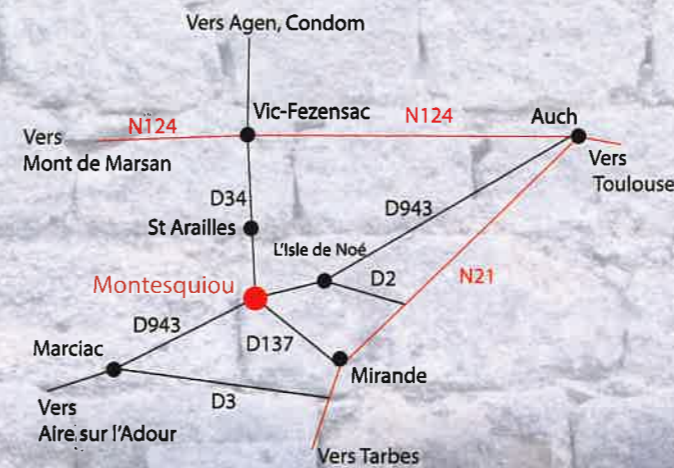 Vers Agen, Condom
Vic-Fezensac
N124
N124
Auch
Vers
Mont de Marsan
Vers
Toulouse
D34
D943
St Arailles
L'Isle de Noé
D2
N21
Montesquiou
D943
D137
Marciac
Mirande
D3
Vers
Aire sur l'Adour
Vers Tarbes